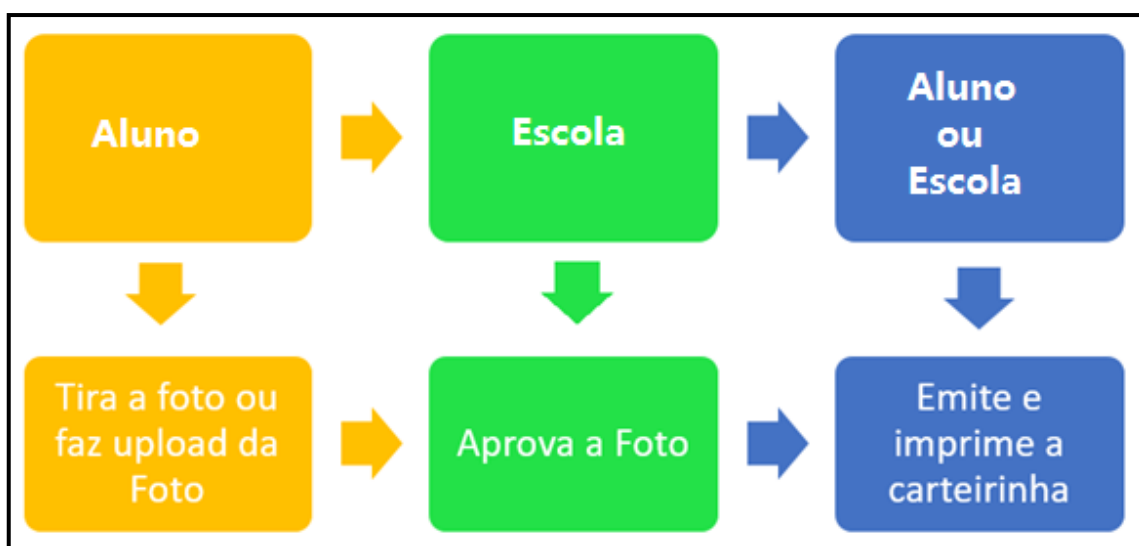 Aluno
Escola
Aluno
ou
Escola
Tira a foto ou
faz upload da
Foto
Aprova a Foto
Emite e
imprime a
carteirinha